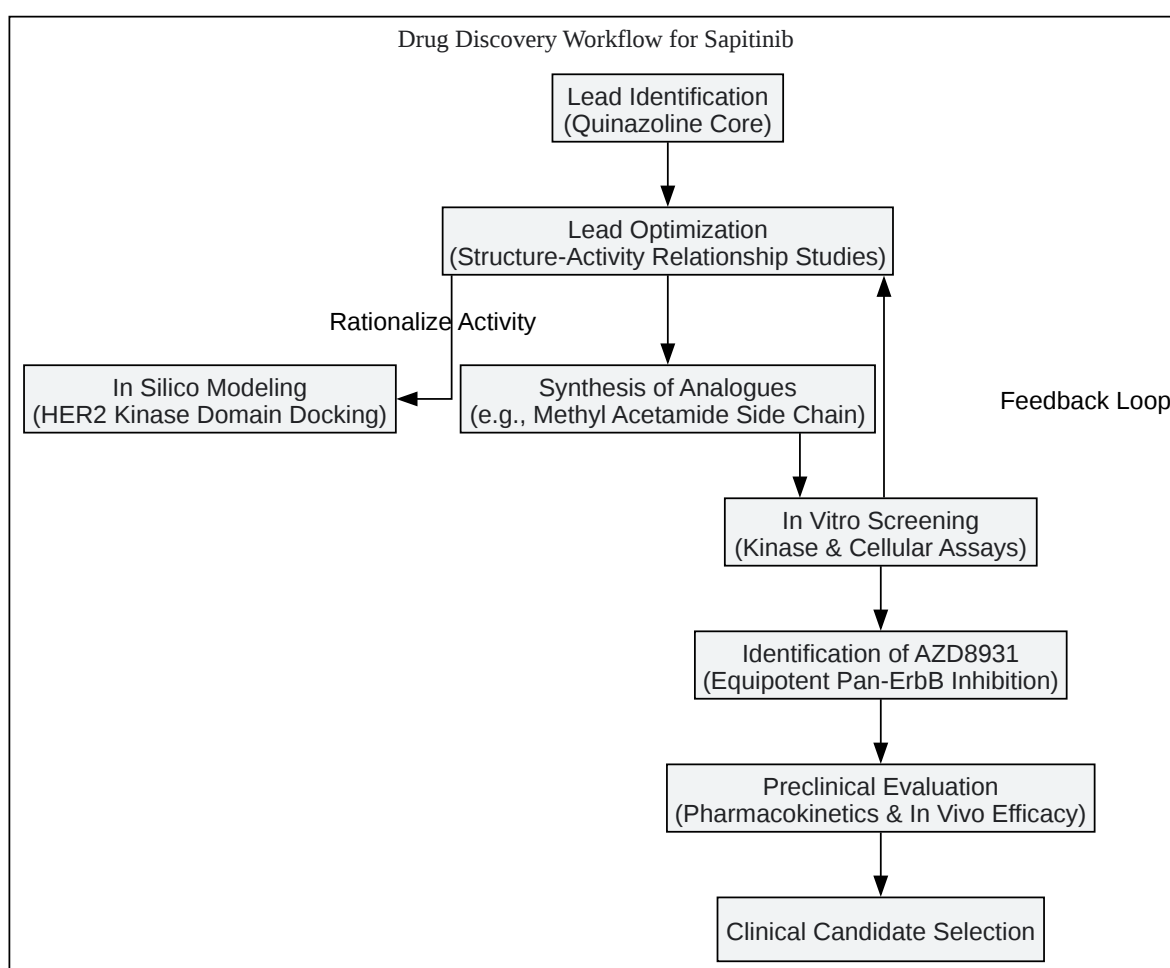 Drug Discovery Workflow for Sapitinib
Lead Identification
(Quinazoline Core)
Lead Optimization
(Structure-Activity Relationship Studies)
Rationalize Activity
In Silico Modeling
(HER2 Kinase Domain Docking)
Synthesis of Analogues
(e.g., Methyl Acetamide Side Chain)
Feedback Loop
In Vitro Screening
(Kinase & Cellular Assays)
Identification of AZD8931
(Equipotent Pan-ErbB Inhibition)
Preclinical Evaluation
(Pharmacokinetics & In Vivo Efficacy)
Clinical Candidate Selection